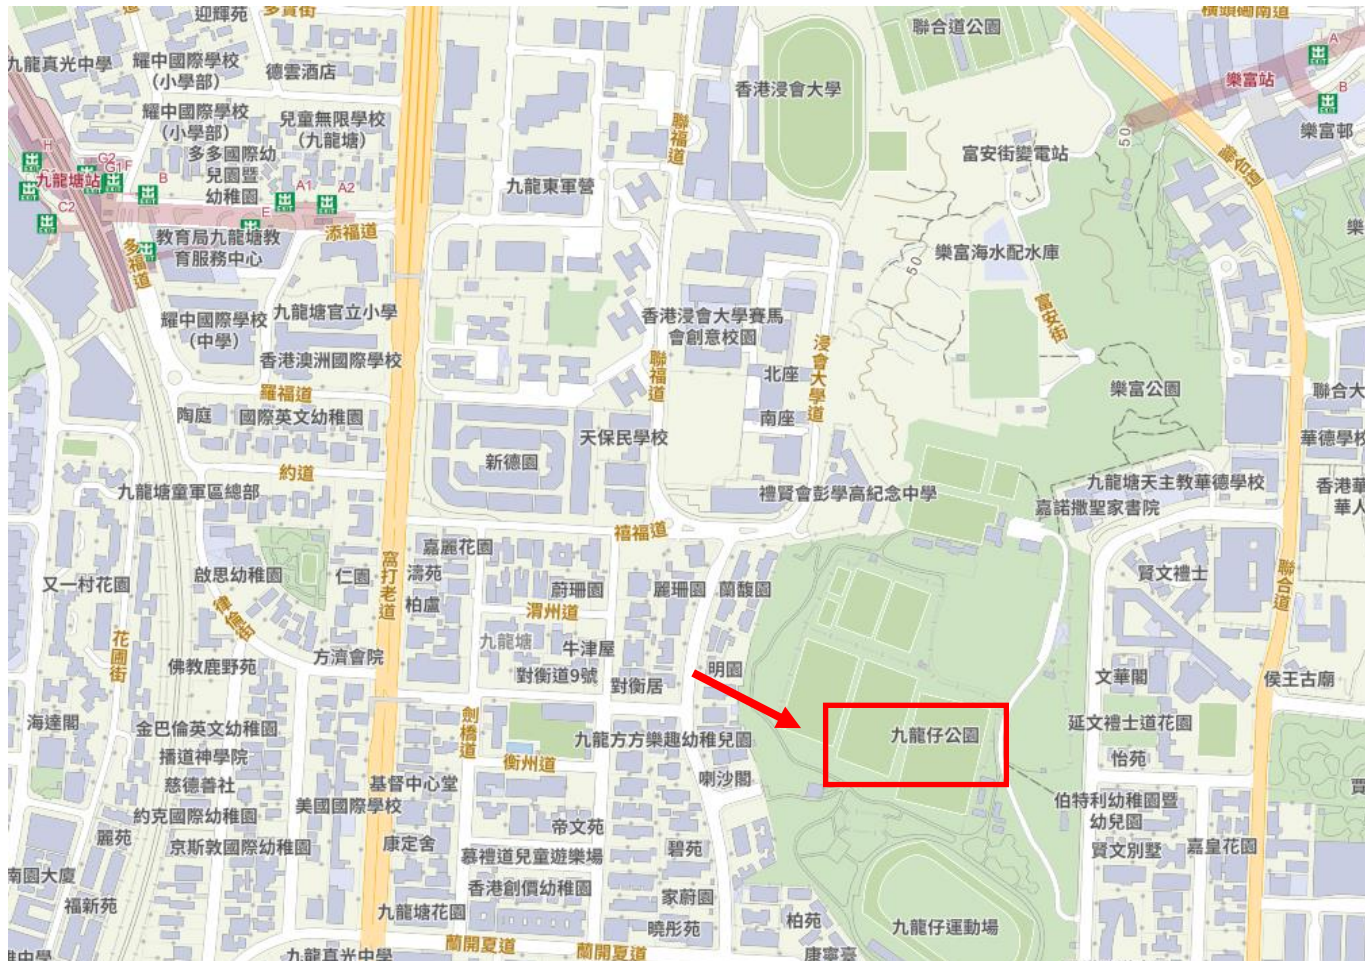 迎輝苑
多實街
聯合道公園
橫頭磡南道
九龍真光中學
耀中國際學校
(小學部)
德雲酒店
香港浸會大學
樂富站
A
B
樂富邨
耀中國際學校
(小學部)
兒童無限學校
(九龍塘)
聯福道
50
富安街變電站
聯合道
H
G2
G1
F
多多國際幼
兒園暨
幼稚園
九龍塘站
B
A1
A2
C2
E
九龍東軍營
教育局九龍塘教
育服務中心
添福道
多福道
樂富海水配水庫
50
富安街
耀中國際學校
(中學)
九龍塘官立小學
香港浸會大學賽馬
會創意校園
浸會大學道
香港澳洲國際學校
聯福道
北座
羅福道
樂富公園
陶庭
國際英文幼稚園
南座
天保民學校
新德園
約道
九龍塘童軍區總部
禮賢會彭學高紀念中學
九龍塘天主教華德學校
嘉諾撒聖家書院
華德學校
窩打老道
禧福道
嘉麗花園
又一村花園
啟思幼稚園
仁園
濤苑
蔚珊園
麗珊園
蘭馥園
賢文禮士
聯合道
柏盧
渭州道
律倫街
花圃街
九龍塘
牛津屋
佛教鹿野苑
方濟會院
對衡道9號
對衡居
明園
文華閣
侯王古廟
海達閣
金巴倫英文幼稚園
劍橋道
九龍方方樂趣幼稚兒園
九龍仔公園
延文禮士道花園
播道神學院
衡州道
怡苑
慈德善社
基督中心堂
喇沙閣
約克國際幼稚園
美國國際學校
伯特利幼稚園暨
幼兒園
麗苑
京斯敦國際幼稚園
帝文苑
康定舍
碧苑
賢文別墅
嘉皇花園
慕禮道兒童遊樂場
南園大廈
香港創價幼稚園
家蔚園
福新苑
九龍塘花園
曉彤苑
柏苑
九龍仔運動場
蘭開夏道
蘭開夏道
九龍真光中學
康寧臺